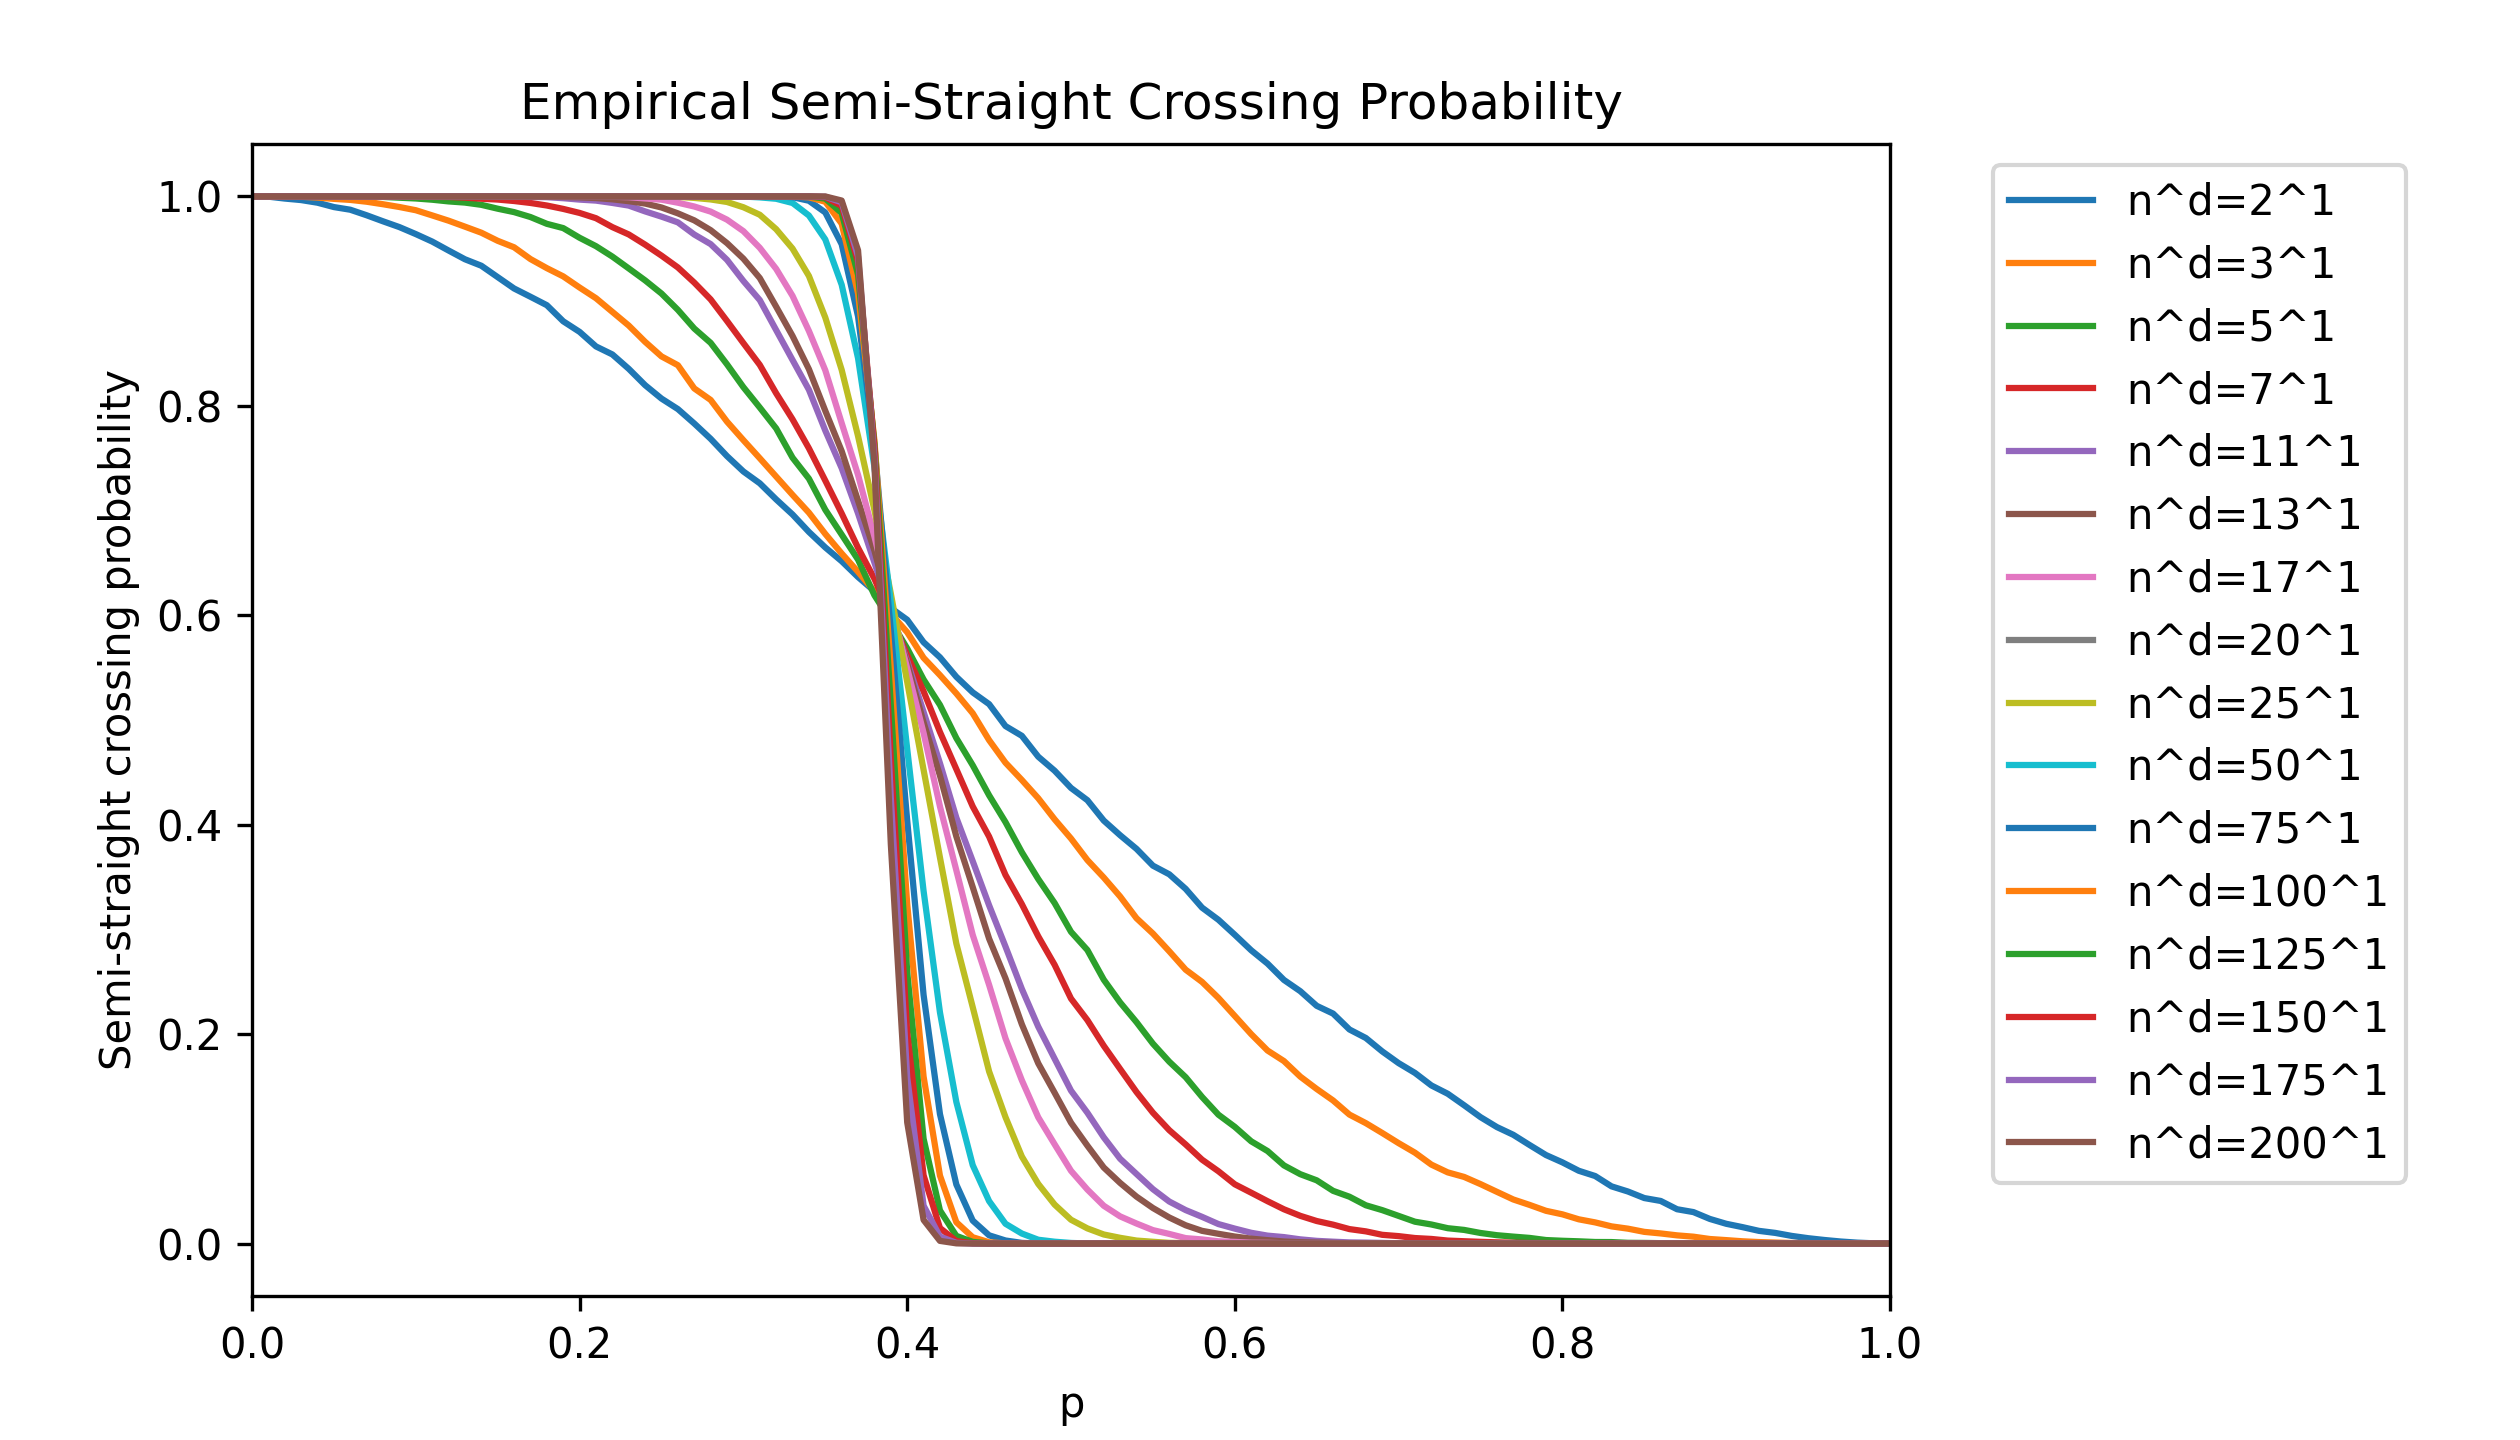 Empirical Semi-Straight Crossing Probability
Semi-straight crossing probability
1.0
0.8
0.6
0.4
0.2
0.0
0.0
0.2
0.4
0.6
0.8
1.0
p
n^d=2^1
n^d=3^1
n^d=5^1
n^d=7^1
n^d=11^1
n^d=13^1
n^d=17^1
n^d=20^1
n^d=25^1
n^d=50^1
n^d=75^1
n^d=100^1
n^d=125^1
n^d=150^1
n^d=175^1
n^d=200^1